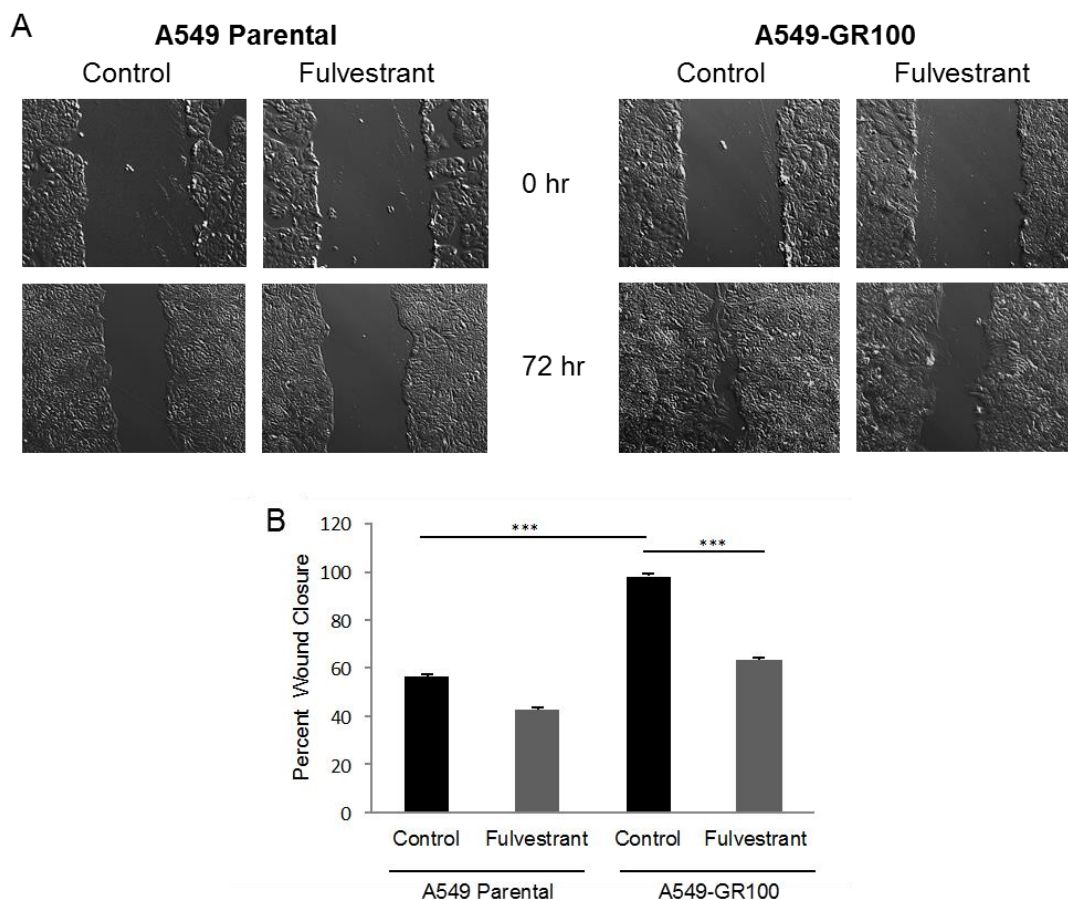 A
A549 Parental
A549-GR100
Control Fulvestrant
Control Fulvestrant
0 hr
72 hr
B
Percent Wound Closure
120
100
80
60
40
20
0
***
***
Control Fulvestrant Control Fulvestrant
A549 Parental A549-GR100